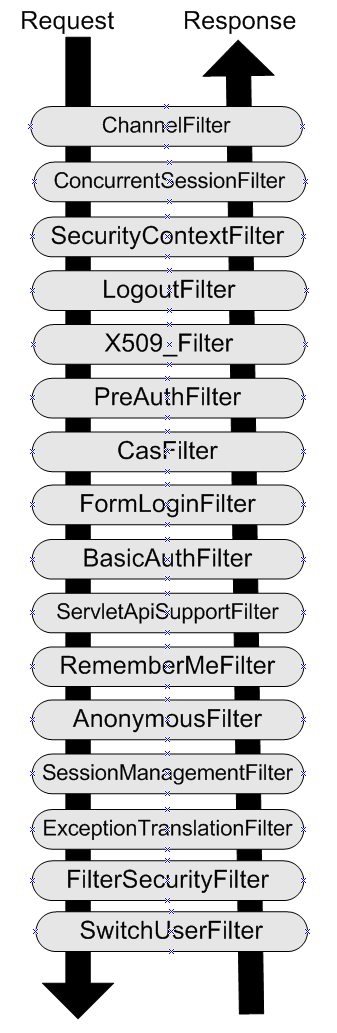 Request
Response
ChannelFilter
ConcurrentSessionFilter
SecurityContextFilter
LogoutFilter
X509_Filter
PreAuthFilter
CasFilter
FormLoginFilter
BasicAuthFilter
ServletApiSupportFilter
RememberMeFilter
AnonymousFilter
SessionManagementFilter
ExceptionTranslationFilter
FilterSecurityFilter
SwitchUserFilter